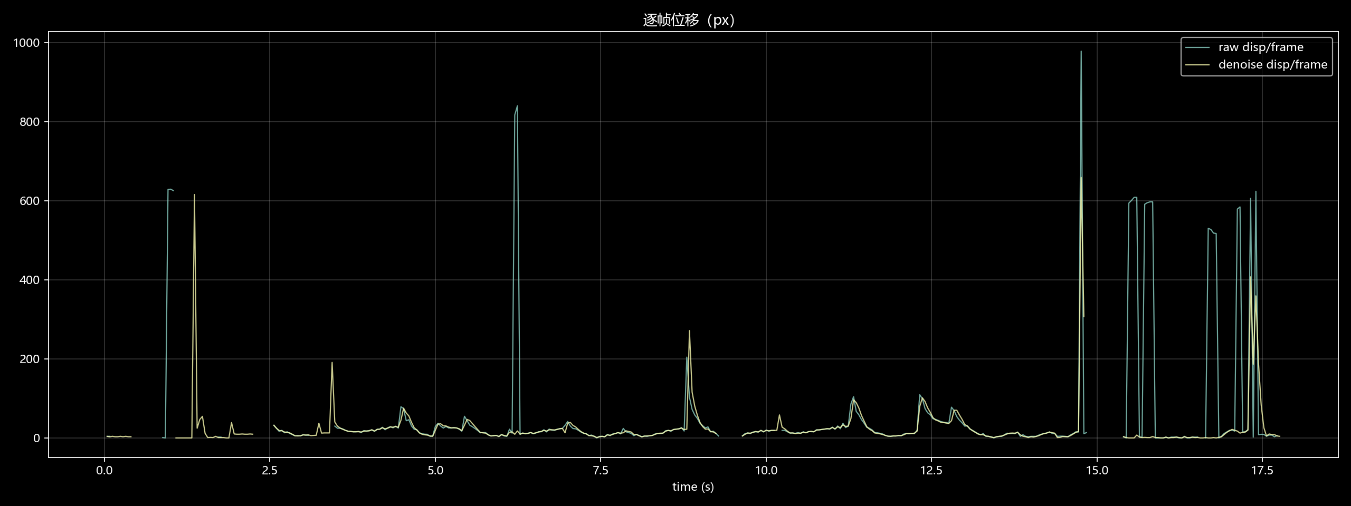 逐帧位移（px）
raw disp/frame
denoise disp/frame
1000
800
600
400
200
0
0.0 2.5 5.0 7.5 10.0 12.5 15.0 17.5
time (s)